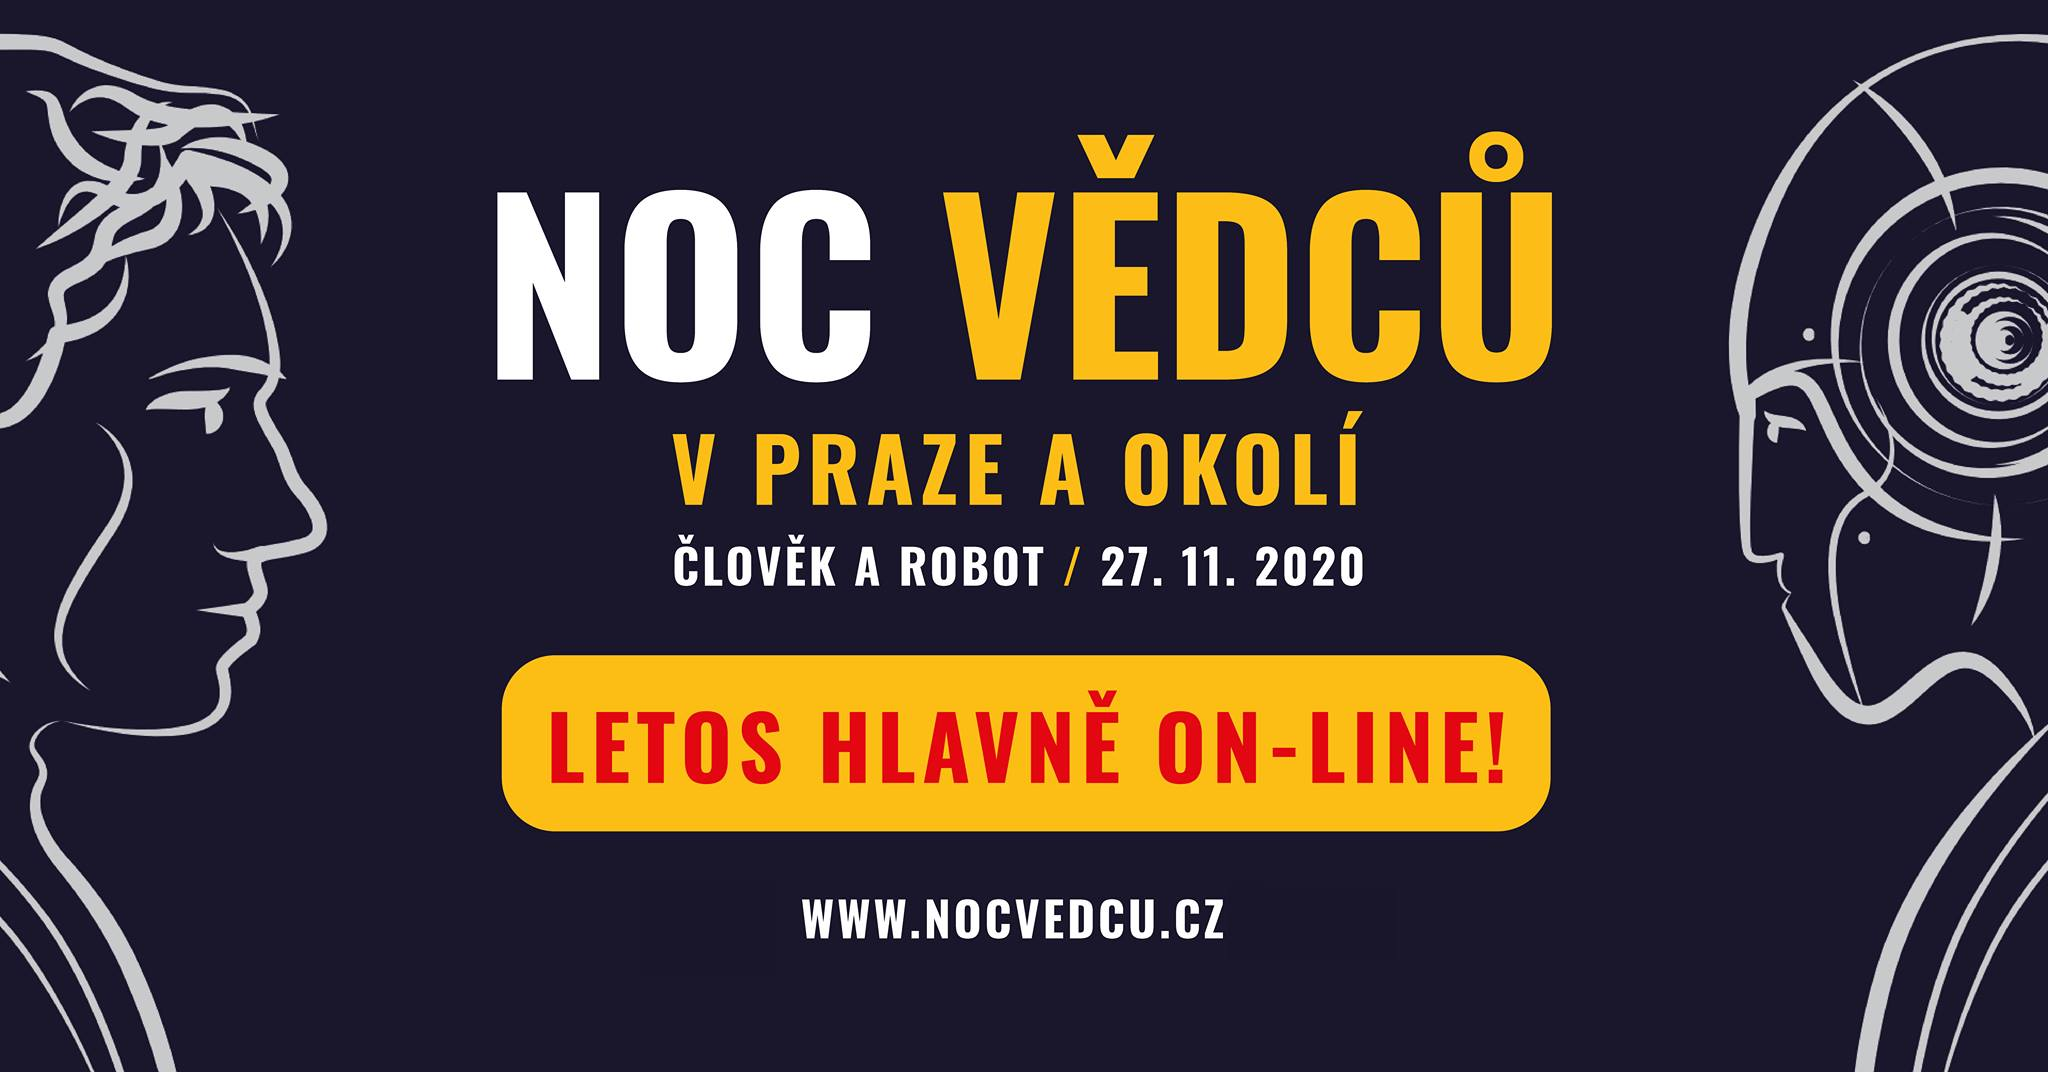 NOC VĚDCŮ
V PRAZE A OKOLÍ
ČLOVĚK A ROBOT / 27. 11. 2020
LETOS HLAVNĚ ON-LINE!
WWW.NOCVEDCU.CZ